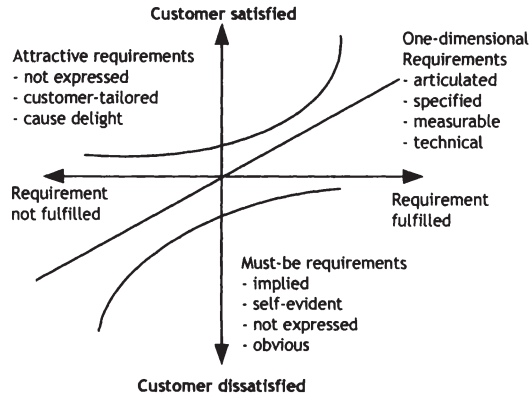 Customer satisfied
Attractive requirements
- not expressed
- customer-tailored
- cause delight
One-dimensional
Requirements
- articulated
- specified
- measurable
- technical
Requirement
not fulfilled
Requirement
fulfilled
Must-be requirements
- implied
- self-evident
- not expressed
- obvious
Customer dissatisfied